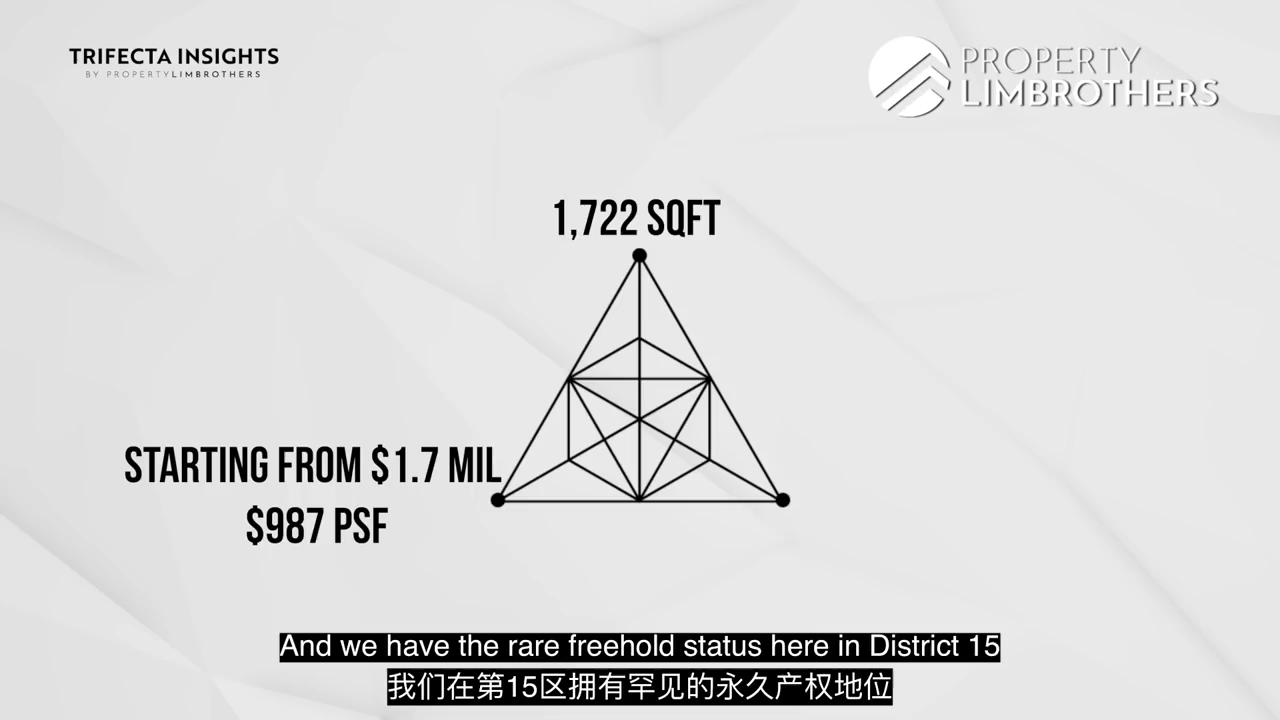 TRIFECTA INSIGHTS
BY PROPERTYLIMBROTHERS
PROPERTY
LIMBROTHERS
1,722 SQFT
STARTING FROM $1.7 MIL
$987 PSF
And we have the rare freehold status here in District 15
我们在第15区拥有罕见的永久产权地位